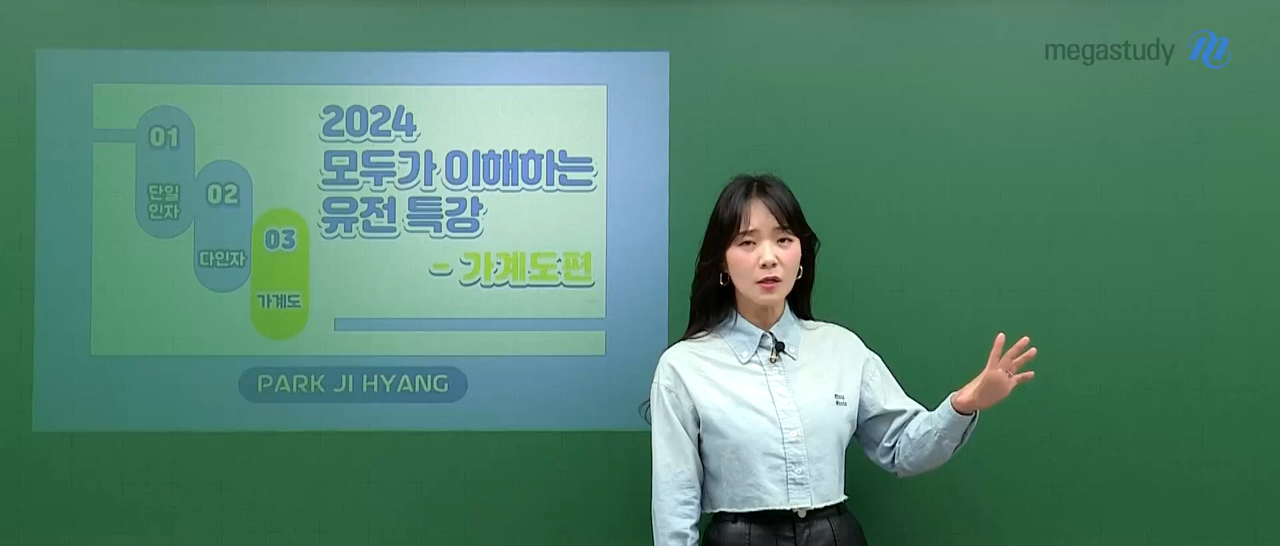 megastudy
01
단일
인자
02
다인자
03
가계도
2024
모두가 이해하는
유전 특강
- 가계도편
PARK JI HYANG